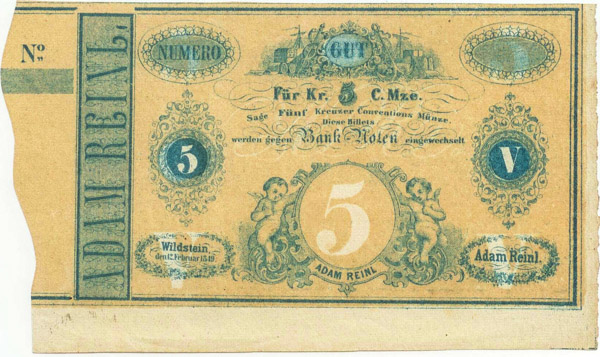 Nº
ADAM REINL.
NUMERO
GUT
Für Kr. 5 C. Mze.
Sage Fünf Kreuzer Conventions Münze.
Diese Billets
werden gegen Bank Noten eingewechselt
5
V
5
ADAM REINL
Wildstein
den 12. Februar 1849.
Adam Reinl.